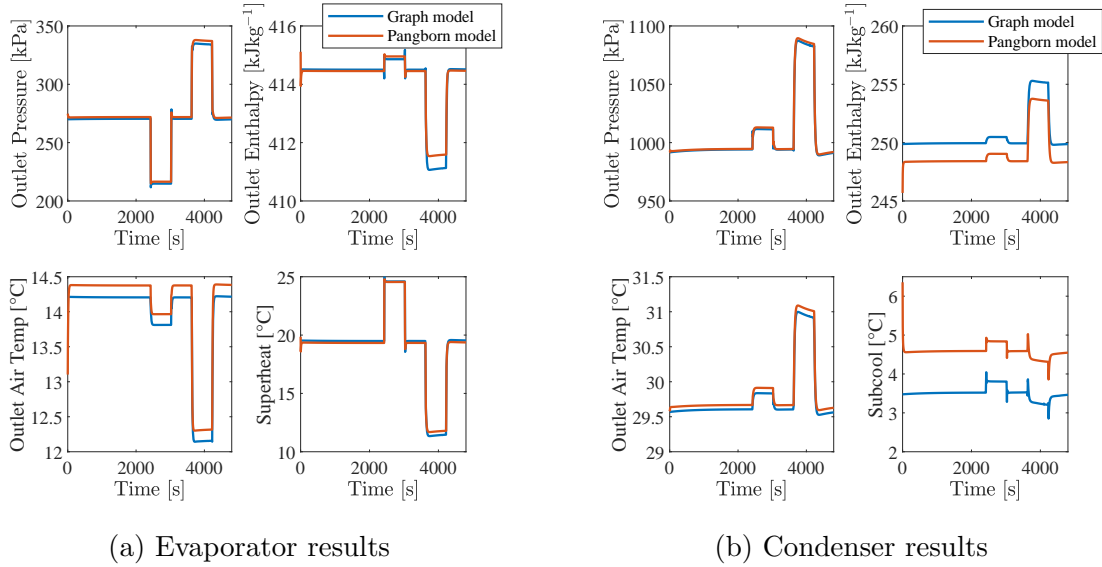 Graph model
Pangborn model
Outlet Pressure [kPa]
350
300
250
200
0 2000 4000
Time [s]
Outlet Enthalpy [kJkg⁻¹]
416
414
412
410
0 2000 4000
Time [s]
Outlet Air Temp [°C]
14.5
14
13.5
13
12.5
12
0 2000 4000
Time [s]
Superheat [°C]
25
20
15
10
0 2000 4000
Time [s]
(a) Evaporator results
Graph model
Pangborn model
Outlet Pressure [kPa]
1100
1050
1000
950
0 2000 4000
Time [s]
Outlet Enthalpy [kJkg⁻¹]
260
255
250
245
0 2000 4000
Time [s]
Outlet Air Temp [°C]
31.5
31
30.5
30
29.5
29
0 2000 4000
Time [s]
Subcool [°C]
6
5
4
3
2
0 2000 4000
Time [s]
(b) Condenser results